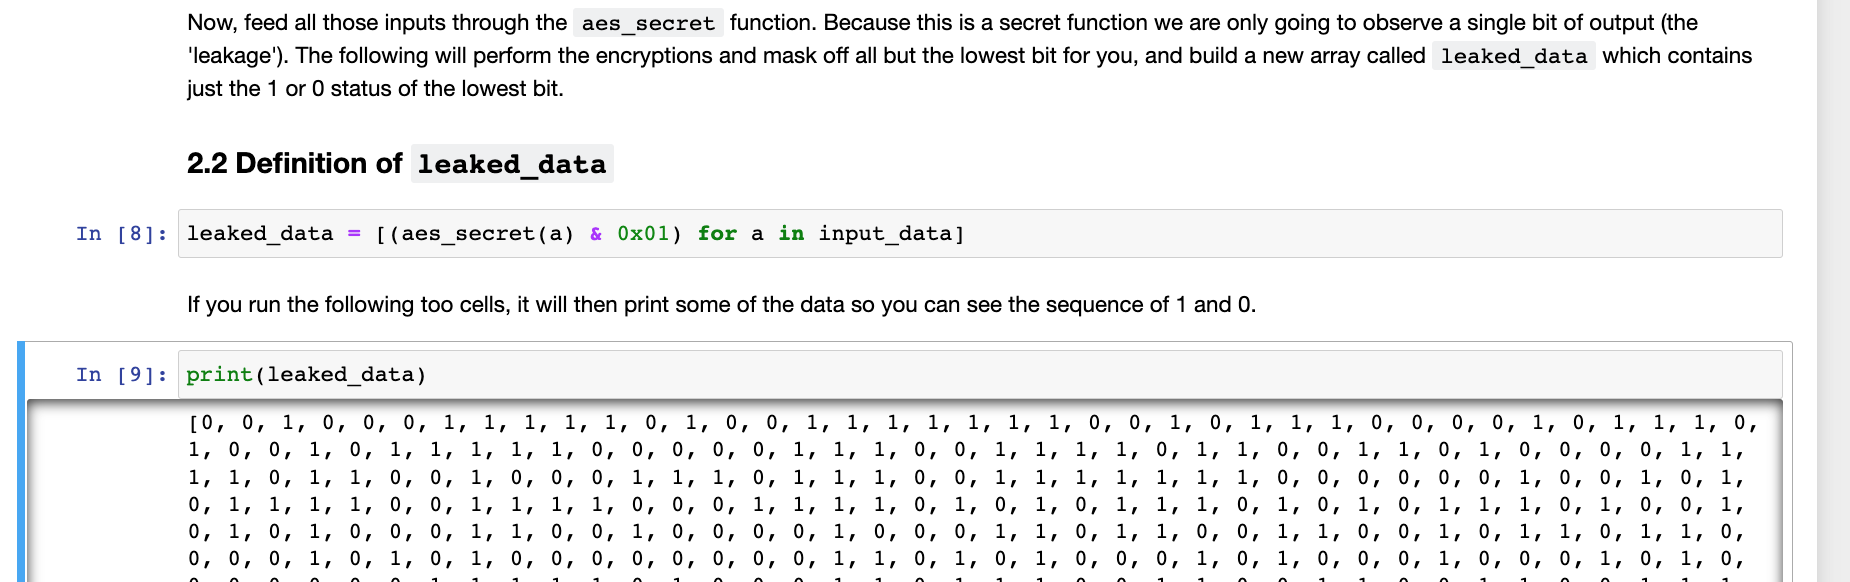 Now, feed all those inputs through the aes_secret function. Because this is a secret function we are only going to observe a single bit of output (the
'leakage'). The following will perform the encryptions and mask off all but the lowest bit for you, and build a new array called leaked_data which contains
just the 1 or 0 status of the lowest bit.
2.2 Definition of leaked_data
In [8]: leaked_data = [(aes_secret(a) & 0x01) for a in input_data]
If you run the following too cells, it will then print some of the data so you can see the sequence of 1 and 0.
In [9]: print(leaked_data)
[0, 0, 1, 0, 0, 0, 1, 1, 1, 1, 1, 0, 1, 0, 0, 1, 1, 1, 1, 1, 1, 1, 0, 0, 1, 0, 1, 1, 1, 0, 0, 0, 0, 1, 0, 1, 1, 1, 0,
1, 0, 0, 1, 0, 1, 1, 1, 1, 1, 0, 0, 0, 0, 0, 1, 1, 1, 0, 0, 1, 1, 1, 1, 0, 1, 1, 0, 0, 1, 1, 0, 1, 0, 0, 0, 0, 1, 1,
1, 1, 0, 1, 1, 0, 0, 1, 0, 0, 0, 1, 1, 1, 0, 1, 1, 1, 0, 0, 1, 1, 1, 1, 1, 1, 1, 0, 0, 0, 0, 0, 0, 1, 0, 0, 1, 0, 1,
0, 1, 1, 1, 1, 0, 0, 1, 1, 1, 1, 0, 0, 0, 1, 1, 1, 1, 0, 1, 0, 1, 0, 1, 1, 1, 0, 1, 0, 1, 0, 1, 1, 1, 0, 1, 0, 0, 1,
0, 1, 0, 1, 0, 0, 0, 1, 1, 0, 0, 1, 0, 0, 0, 0, 1, 0, 0, 0, 1, 1, 0, 1, 1, 0, 0, 1, 1, 0, 0, 1, 0, 1, 1, 0, 1, 1, 0,
0, 0, 0, 1, 0, 1, 0, 1, 0, 0, 0, 0, 0, 0, 0, 0, 1, 1, 0, 1, 0, 1, 0, 0, 0, 1, 0, 1, 0, 0, 0, 1, 0, 0, 0, 1, 0, 1, 0,